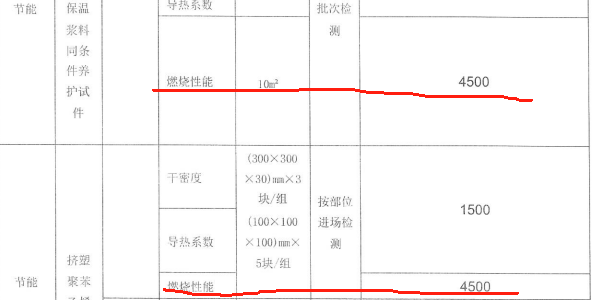 导热系数
节能
保温
浆料
同条
件养
护试
件
批次检
测
燃烧性能
10m²
4500
干密度
(300×300
×30)mm×3
块/组
1500
按部位
进场检
测
导热系数
(100×100
×100)mm×
5块/组
节能
挤塑
聚苯
燃烧性能
4500